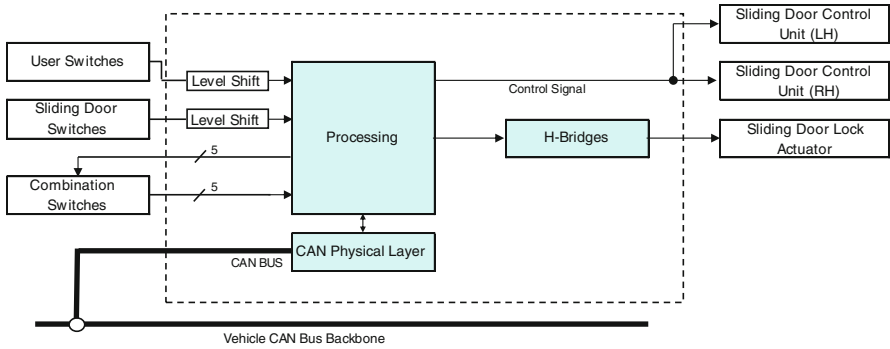 Sliding Door Control
Unit (LH)
User Switches
Level Shift
Sliding Door Control
Unit (RH)
Control Signal
Sliding Door
Switches
Level Shift
Processing
H-Bridges
Sliding Door Lock
Actuator
5
Combination
Switches
5
CAN Physical Layer
CAN BUS
Vehicle CAN Bus Backbone